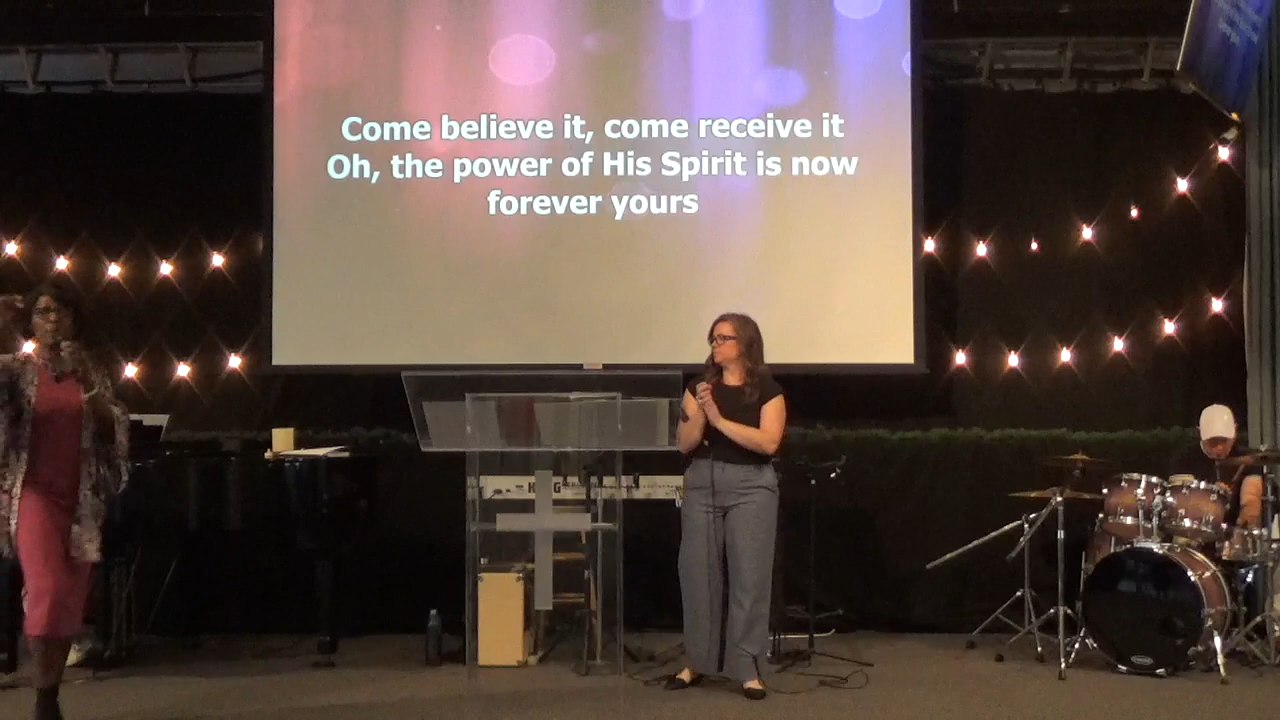 Come believe it, come receive it
Oh, the power of His Spirit is now
forever yours